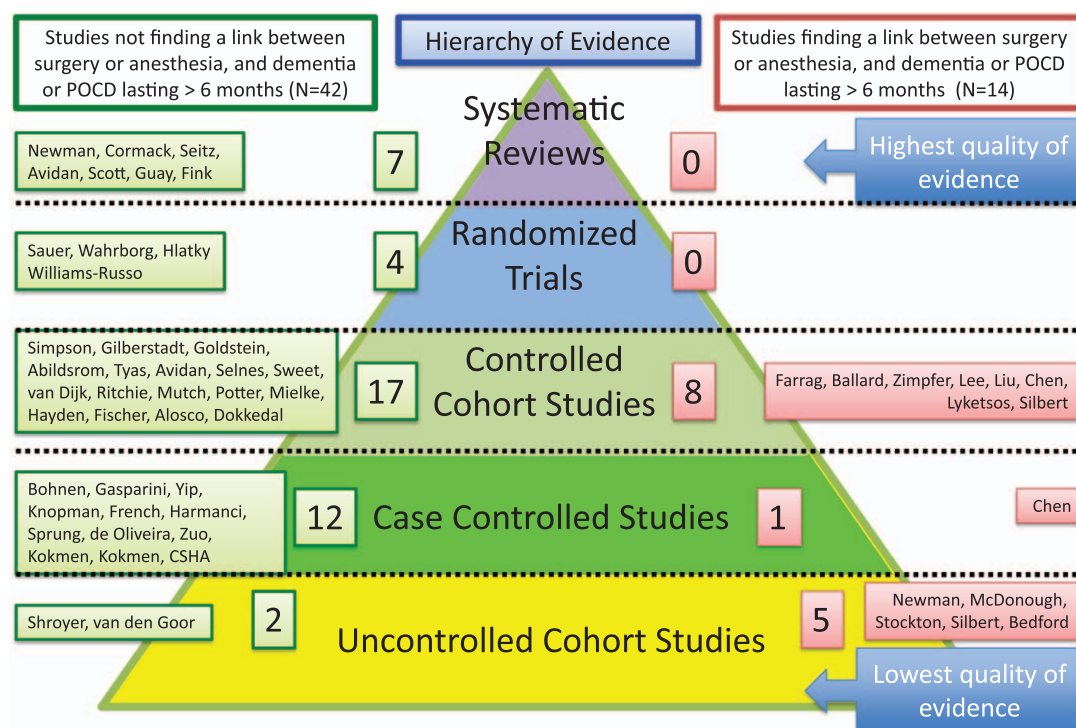 Studies not finding a link between
surgery or anesthesia, and dementia
or POCD lasting > 6 months (N=42)
Hierarchy of Evidence
Studies finding a link between surgery
or anesthesia, and dementia or POCD
lasting > 6 months (N=14)
Systematic
Reviews
Newman, Cormack, Seitz,
Avidan, Scott, Guay, Fink
7
0
Highest quality of
evidence
Randomized
Trials
Sauer, Wahrborg, Hlatky
Williams-Russo
4
0
Simpson, Gilberstadt, Goldstein,
Abildsrom, Tyas, Avidan, Selnes, Sweet,
van Dijk, Ritchie, Mutch, Potter, Mielke,
Hayden, Fischer, Alosco, Dokkedal
17
Controlled
Cohort Studies
8
Farrag, Ballard, Zimpfer, Lee, Liu, Chen,
Lyketsos, Silbert
Bohnen, Gasparini, Yip,
Knopman, French, Harmanci,
Sprung, de Oliveira, Zuo,
Kokmen, Kokmen, CSHA
12
Case Controlled Studies
1
Chen
Shroyer, van den Goor
2
Uncontrolled Cohort Studies
5
Newman, McDonough,
Stockton, Silbert, Bedford
Lowest quality of
evidence